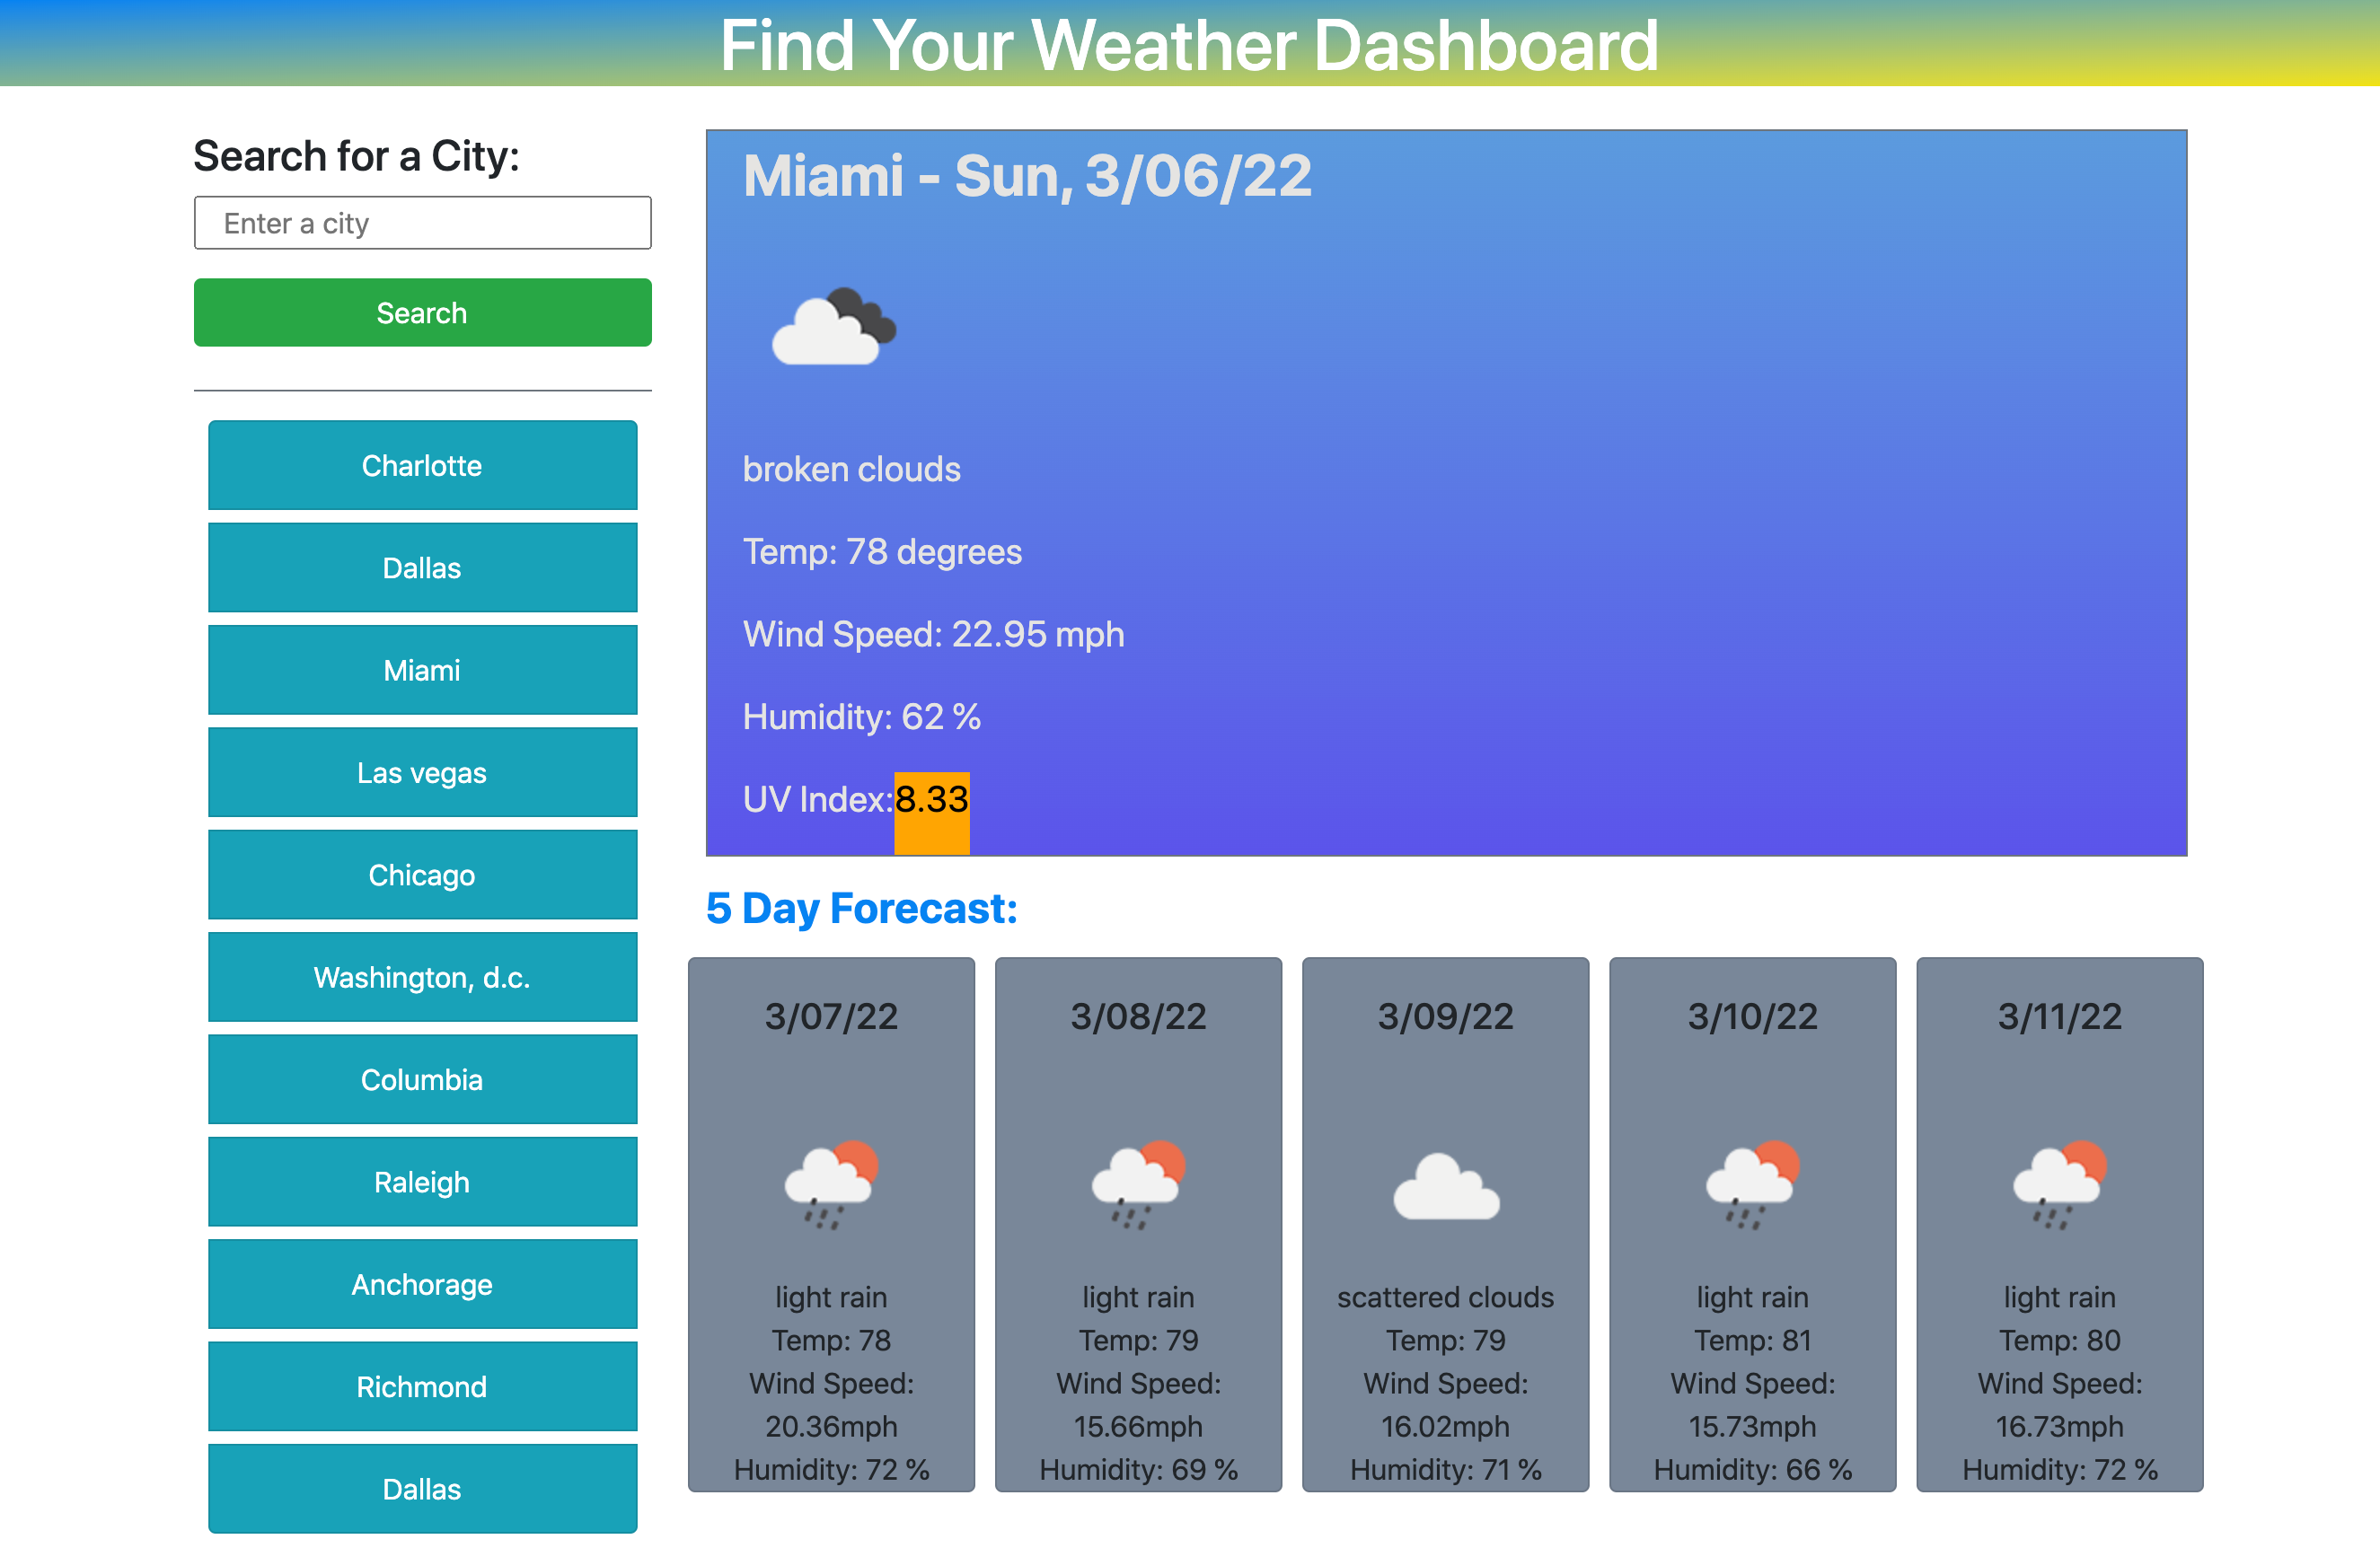 Find Your Weather Dashboard
Search for a City:
Enter a city
Search
Charlotte
Dallas
Miami
Las vegas
Chicago
Washington, d.c.
Columbia
Raleigh
Anchorage
Richmond
Dallas
Miami - Sun, 3/06/22
broken clouds
Temp: 78 degrees
Wind Speed: 22.95 mph
Humidity: 62 %
UV Index:8.33
5 Day Forecast:
3/07/22
light rain
Temp: 78
Wind Speed:
20.36mph
Humidity: 72 %
3/08/22
light rain
Temp: 79
Wind Speed:
15.66mph
Humidity: 69 %
3/09/22
scattered clouds
Temp: 79
Wind Speed:
16.02mph
Humidity: 71 %
3/10/22
light rain
Temp: 81
Wind Speed:
15.73mph
Humidity: 66 %
3/11/22
light rain
Temp: 80
Wind Speed:
16.73mph
Humidity: 72 %